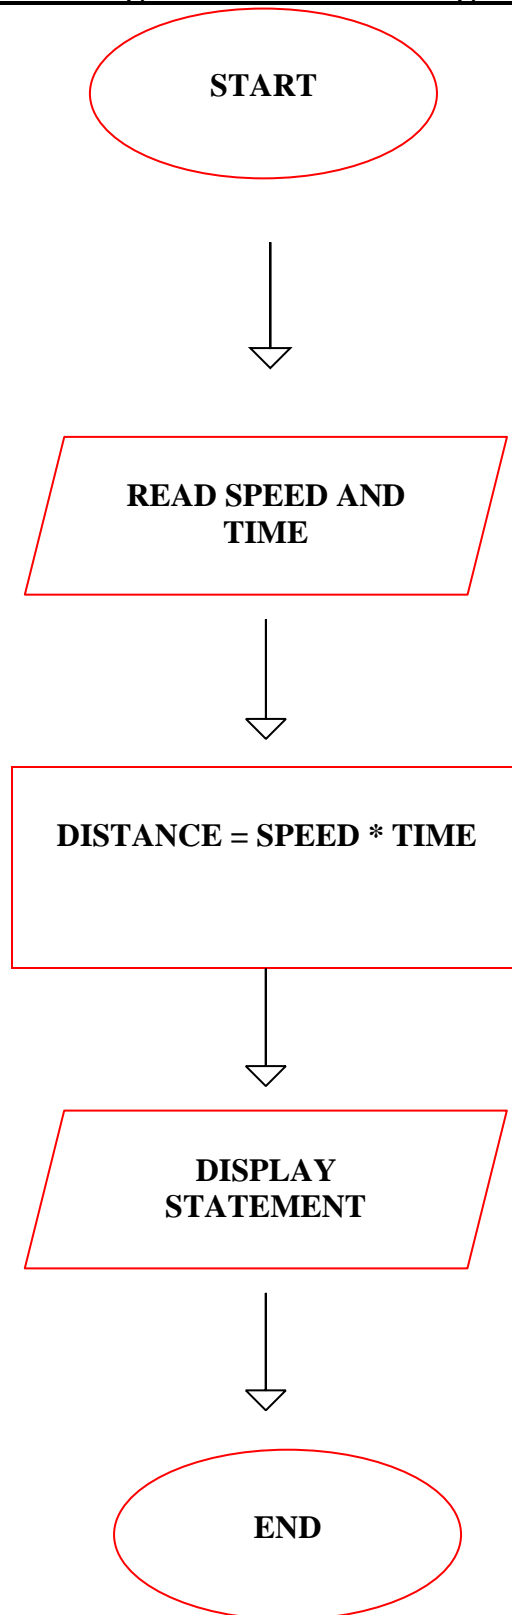 START
READ SPEED AND
TIME
DISTANCE = SPEED * TIME
DISPLAY
STATEMENT
END